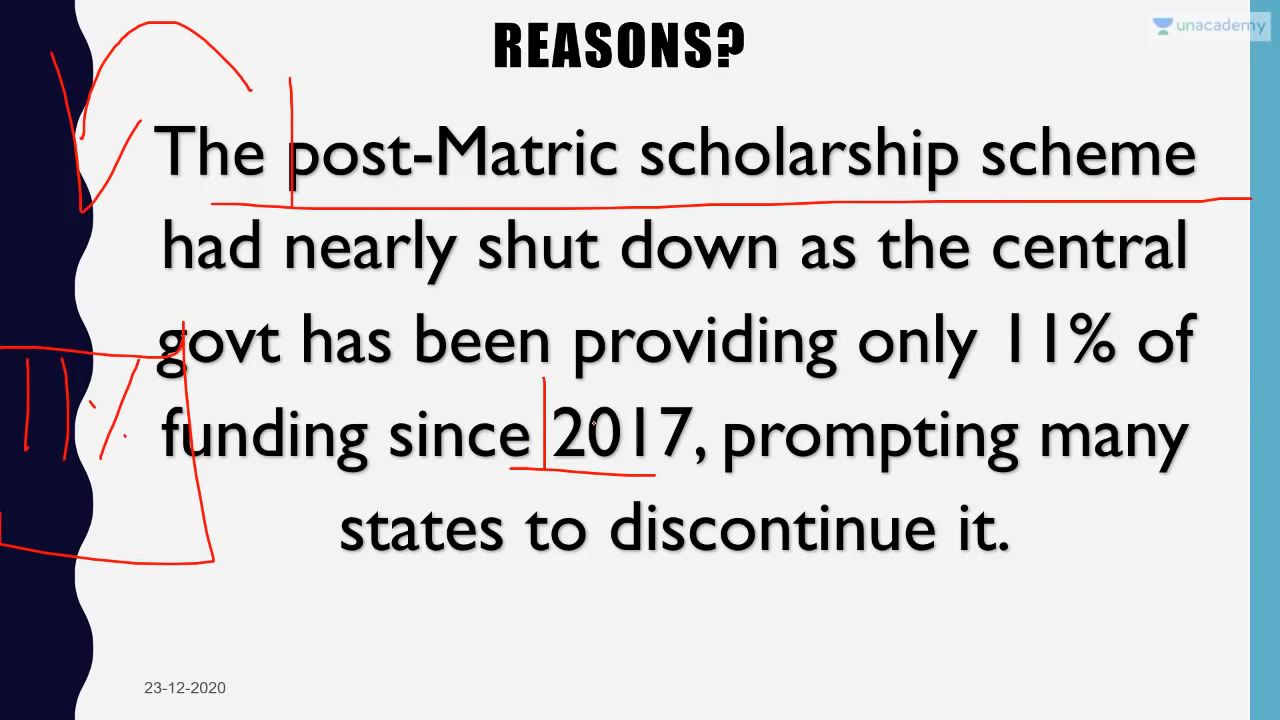 REASONS?
unacademy
The post-Matric scholarship scheme
had nearly shut down as the central
govt has been providing only 11% of
funding since 2017, prompting many
states to discontinue it.
11%
23-12-2020